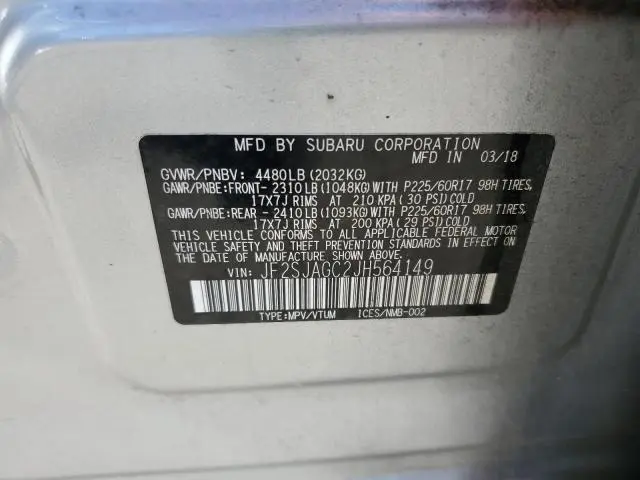 MFD BY SUBARU CORPORATION
MFD IN 03/18
GVWR/PNBV: 4480LB(2032KG)
GAWR/PNBE:FRONT- 2310LB(1048KG)WITH P225/60R17 98H TIRES,
17X7J RIMS AT 210 KPA(30 PSI)COLD
GAWR/PNBE:REAR - 2410LB(1093KG)WITH P225/60R17 98H TIRES,
17X7J RIMS AT 200 KPA(29 PSI)COLD
THIS VEHICLE CONFORMS TO ALL APPLICABLE FEDERAL MOTOR
VEHICLE SAFETY AND THEFT PREVENTION STANDARDS IN EFFECT ON
THE DATE OF MANUFACTURE SHOWN ABOVE.
VIN: JF2SJAGC2JH564149
TYPE:MPV/VTUM ICES/NMB-002